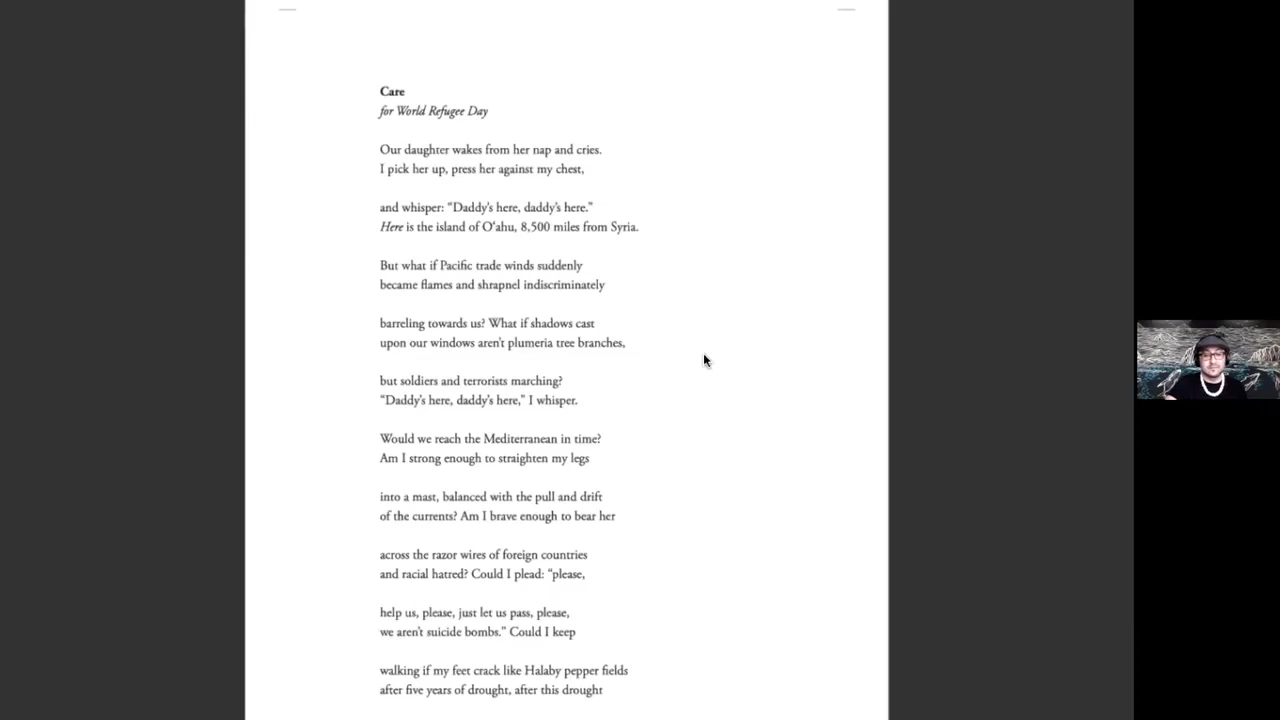 Care
for World Refugee Day
Our daughter wakes from her nap and cries.
I pick her up, press her against my chest,
and whisper: “Daddy’s here, daddy’s here.”
Here is the island of Oʻahu, 8,500 miles from Syria.
But what if Pacific trade winds suddenly
became flames and shrapnel indiscriminately
barreling towards us? What if shadows cast
upon our windows aren’t plumeria tree branches,
but soldiers and terrorists marching?
“Daddy’s here, daddy’s here,” I whisper.
Would we reach the Mediterranean in time?
Am I strong enough to straighten my legs
into a mast, balanced with the pull and drift
of the currents? Am I brave enough to bear her
across the razor wires of foreign countries
and racial hatred? Could I plead: “please,
help us, please, just let us pass, please,
we aren’t suicide bombs.” Could I keep
walking if my feet crack like Halaby pepper fields
after five years of drought, after this drought